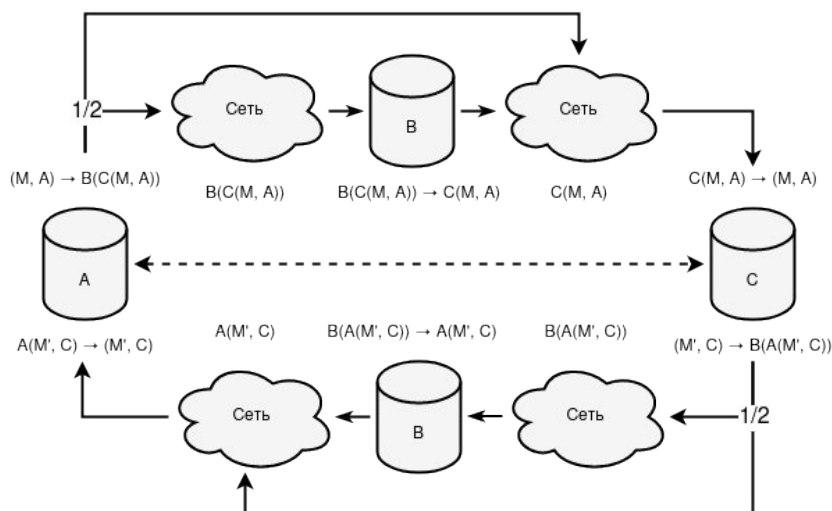 1/2
Сеть
B
Сеть
(M, A) → B(C(M, A))
B(C(M, A))
B(C(M, A)) → C(M, A)
C(M, A)
C(M, A) → (M, A)
A
C
A(M', C) → (M', C)
A(M', C)
B(A(M', C)) → A(M', C)
B(A(M', C))
(M', C) → B(A(M', C))
Сеть
B
Сеть
1/2